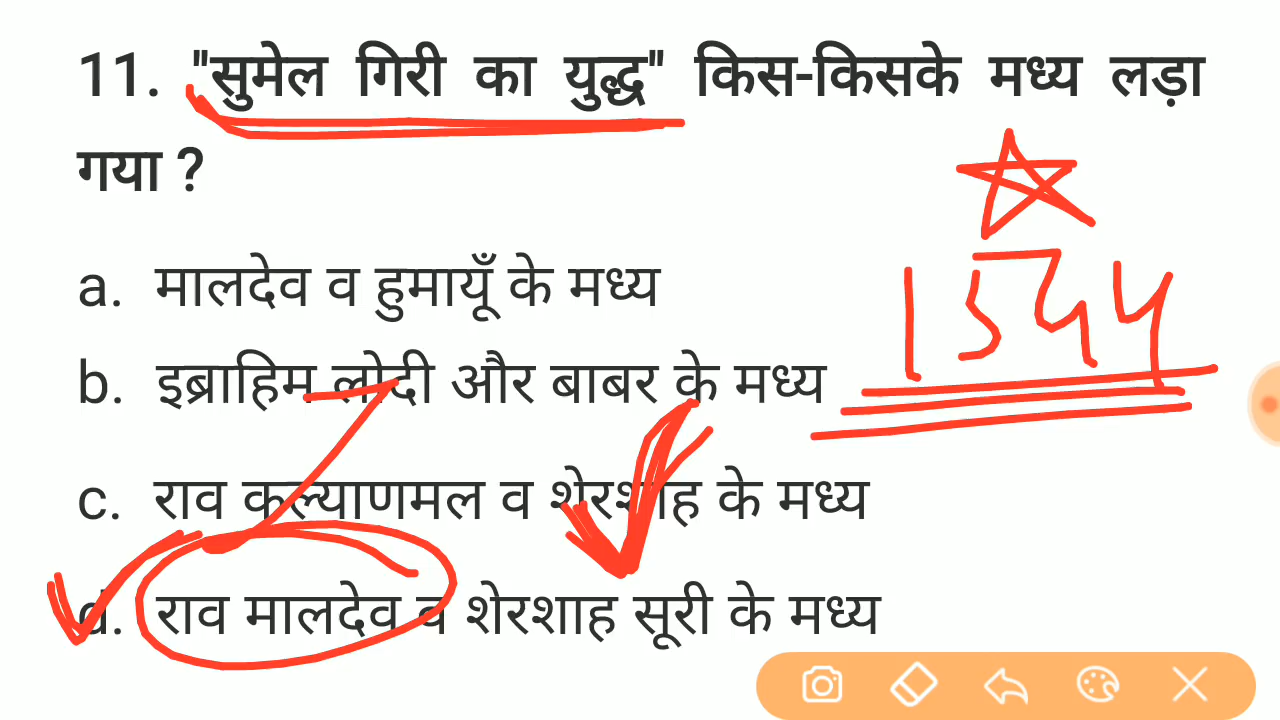 11. "सुमेल गिरी का युद्ध" किस-किसके मध्य लड़ा
गया ?
1544
a. मालदेव व हुमायूँ के मध्य
b. इब्राहिम लोदी और बाबर के मध्य
c. राव कल्याणमल व शेरशाह के मध्य
d. राव मालदेव व शेरशाह सूरी के मध्य